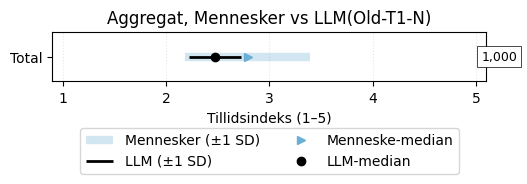 Aggregat, Mennesker vs LLM(Old-T1-N)
Total
1,000
1 2 3 4 5
Tillidsindeks (1–5)
Mennesker (±1 SD) Menneske-median
LLM (±1 SD) LLM-median